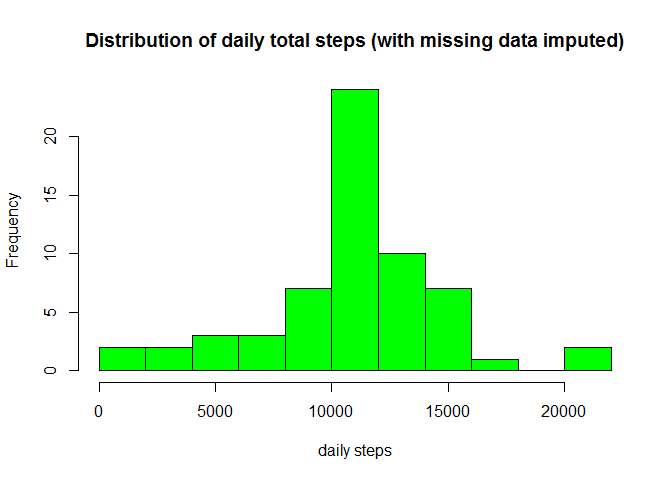 Distribution of daily total steps (with missing data imputed)
Frequency
20
15
10
5
0
0 5000 10000 15000 20000
daily steps